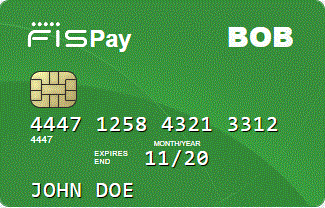 FISPay BOB
4447 1258 4321 3312
4447
MONTH/YEAR
EXPIRES
END
11/20
JOHN DOE